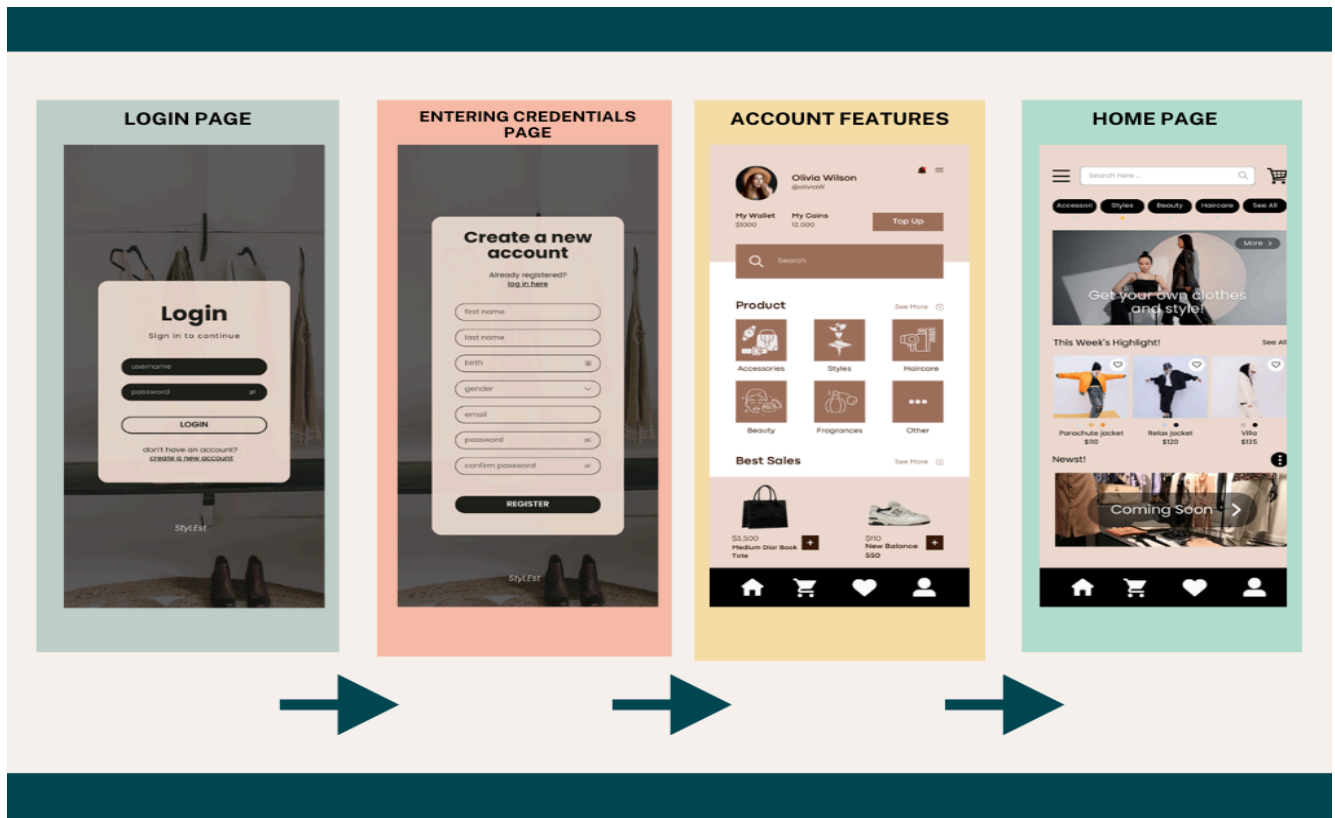 LOGIN PAGE
Login
Sign in to continue
username
password
LOGIN
don't have an account?
create a new account
StyLEst
ENTERING CREDENTIALS
PAGE
Create a new
account
Already registered?
log in here
first name
last name
birth
gender
email
password
confirm password
REGISTER
StyLEst
ACCOUNT FEATURES
Olivia Wilson
@oliviaW
My Wallet My Coins
$1000 12,000
Top Up
Search
Product See More
Accessories Styles Haircare
Beauty Fragrances Other
Best Sales See More
$3,500 $110
Medium Dior Book New Balance
Tote 550
HOME PAGE
Search here ..
Accessori Styles Beauty Haircare See All
More >
Get your own clothes
and style!
This Week's Highlight! See All
Parachute jacket Relax jacket Villa
$110 $120 $135
Newst!
Coming Soon